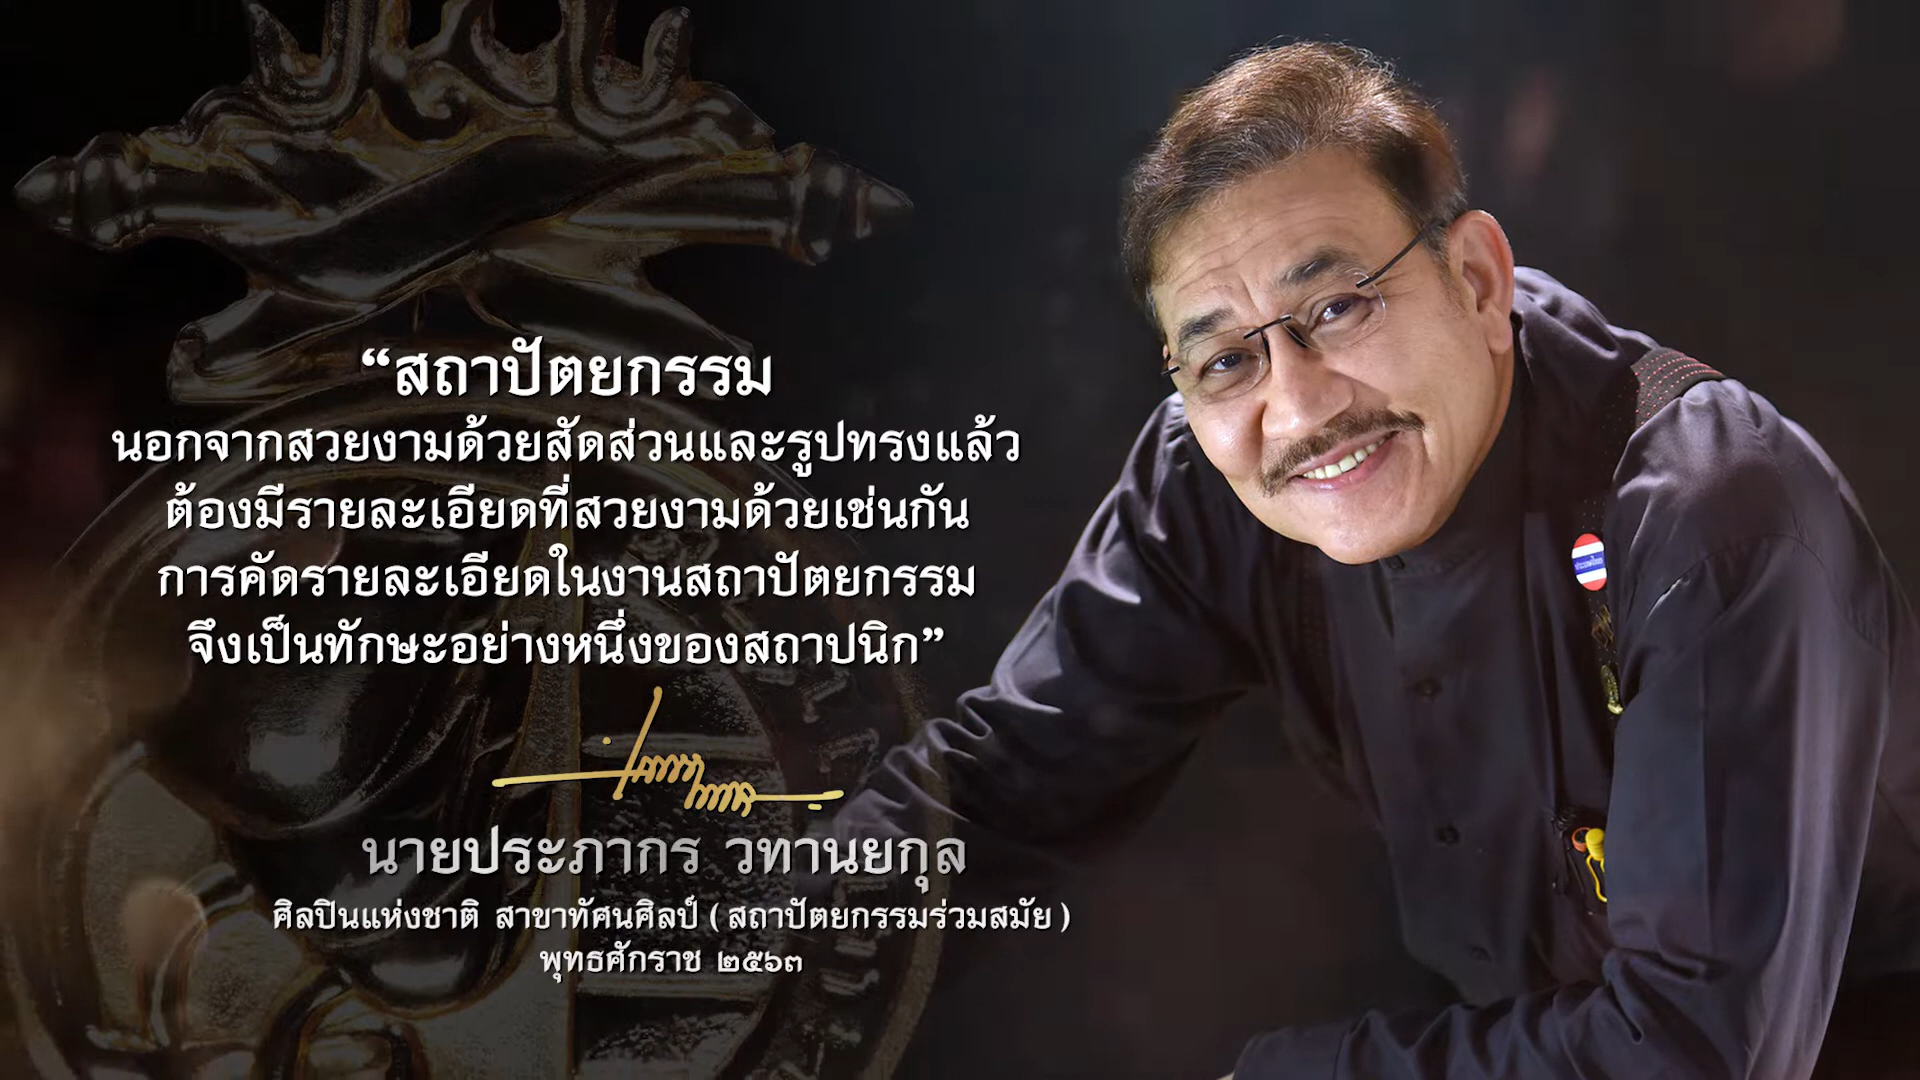 “สถาปัตยกรรม
นอกจากสวยงามด้วยสัดส่วนและรูปทรงแล้ว
ต้องมีรายละเอียดที่สวยงามด้วยเช่นกัน
การคัดรายละเอียดในงานสถาปัตยกรรม
จึงเป็นทักษะอย่างหนึ่งของสถาปนิก”
นายประภากร วทานยกุล
ศิลปินแห่งชาติ สาขาทัศนศิลป์ ( สถาปัตยกรรมร่วมสมัย )
พุทธศักราช ๒๕๖๓